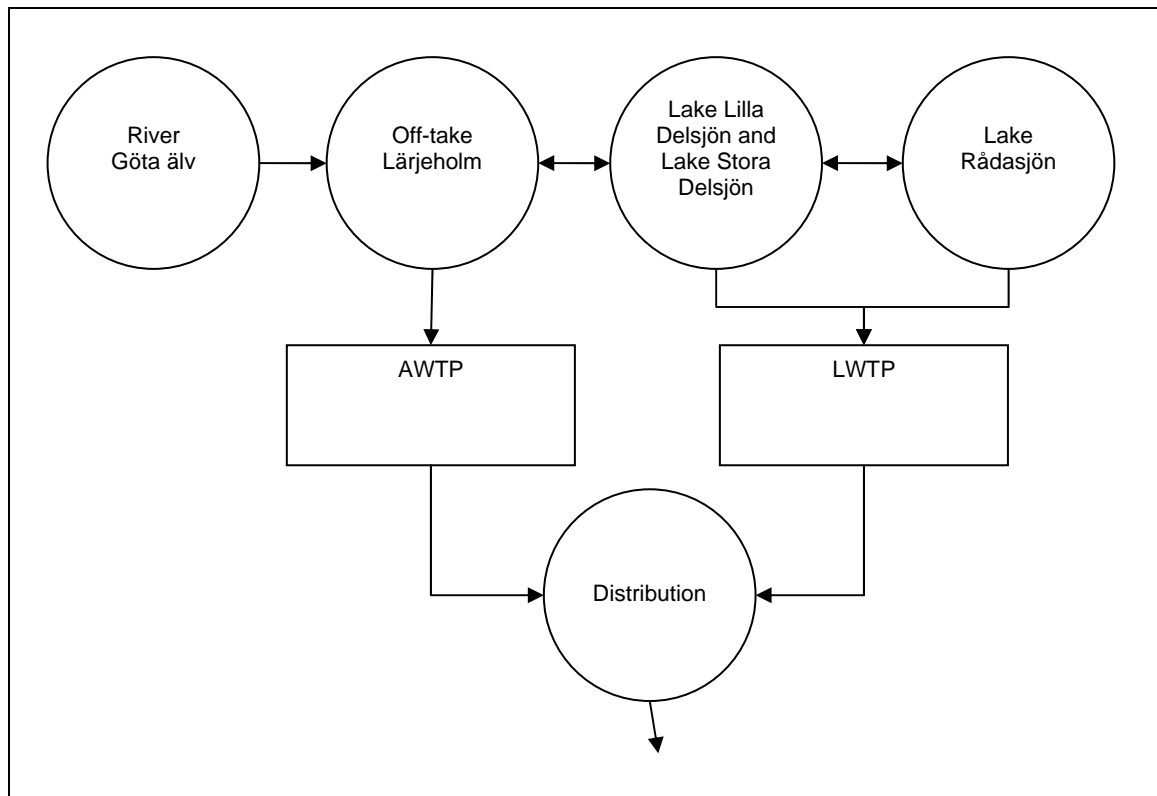 River
Göta älv
Off-take
Lärjeholm
Lake Lilla
Delsjön and
Lake Stora
Delsjön
Lake
Rådasjön
AWTP
LWTP
Distribution